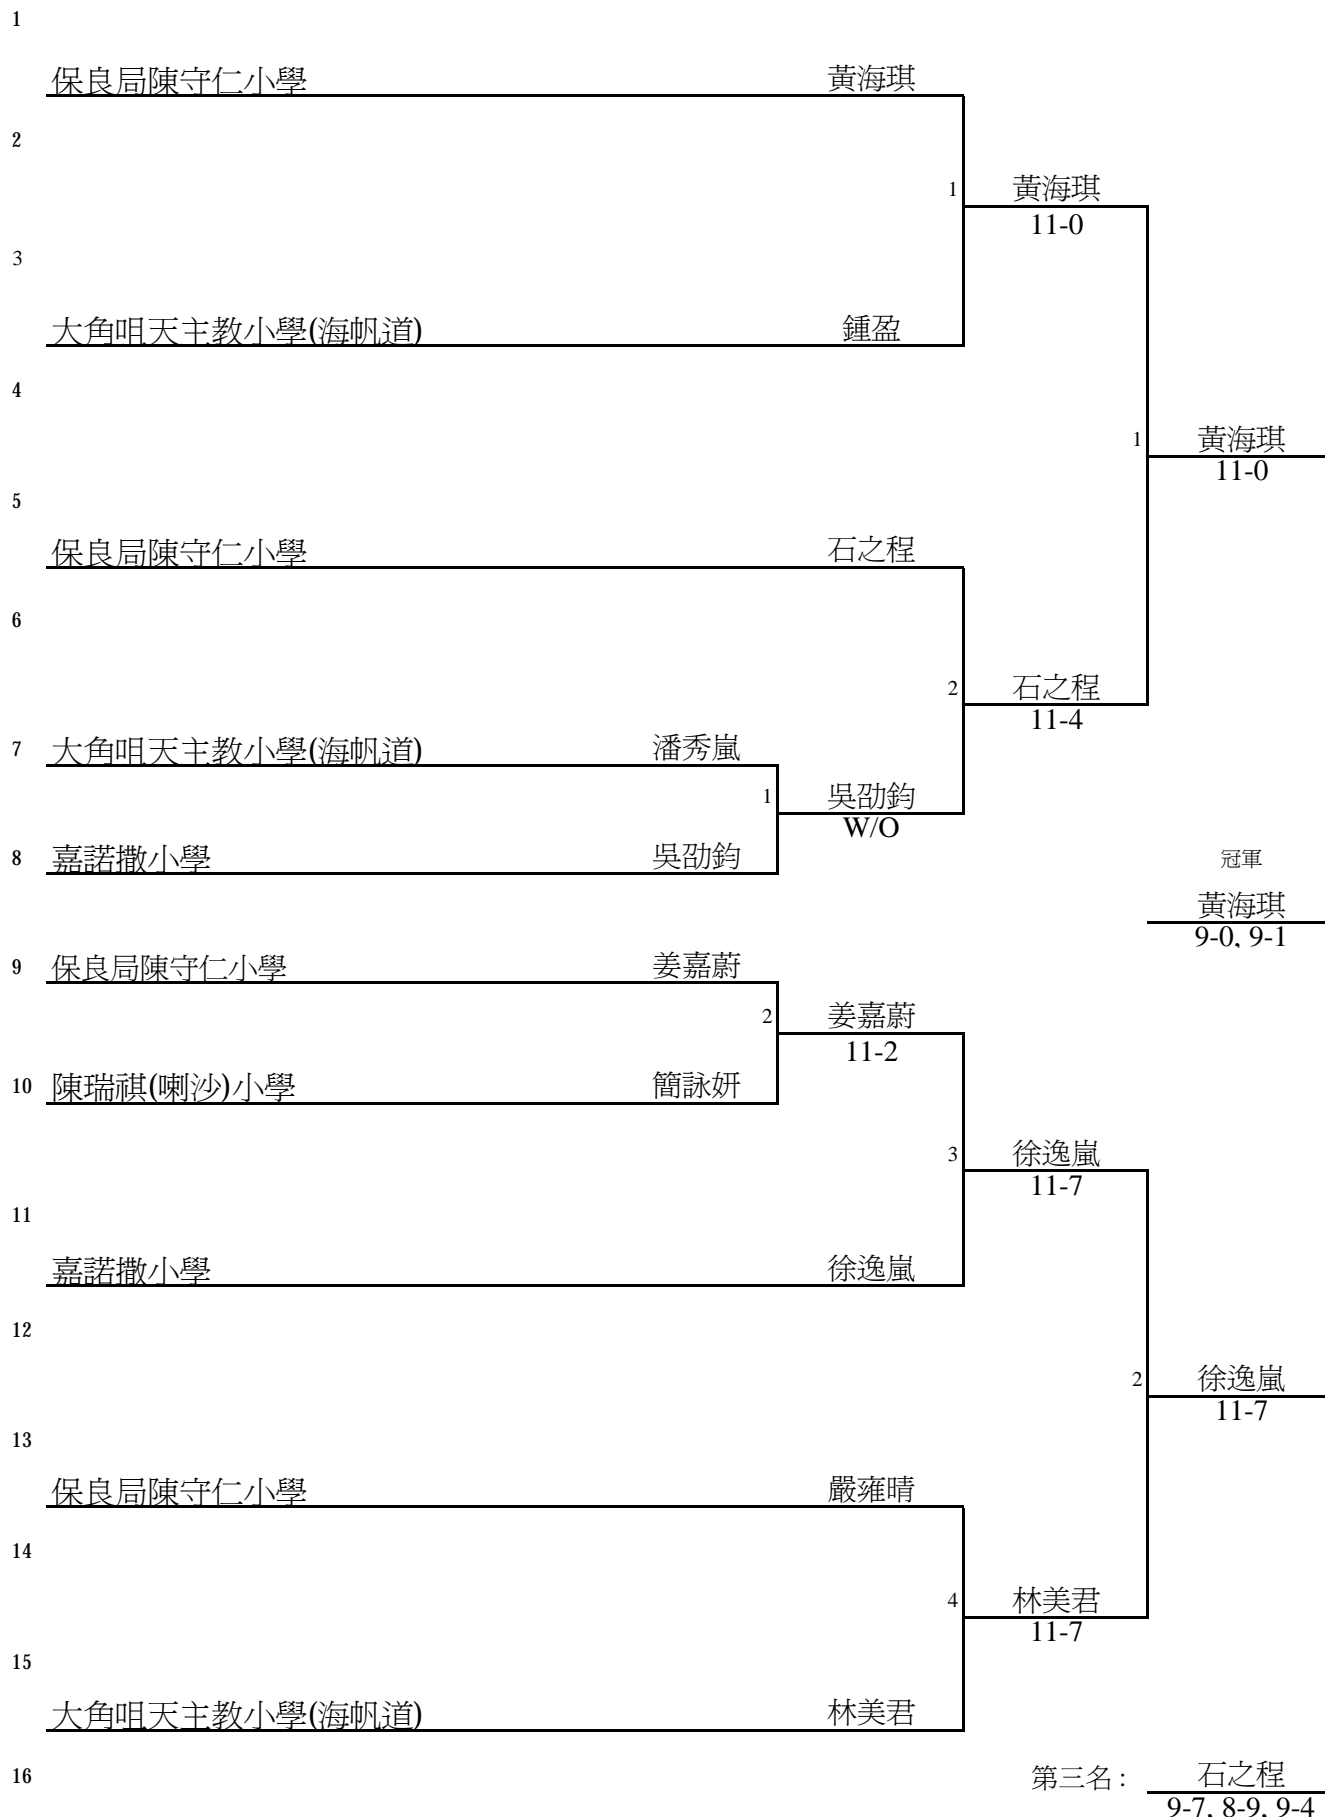 1
保良局陳守仁小學 黃海琪
2
1 黃海琪
11-0
3
大角咀天主教小學(海帆道) 鍾盈
4
1 黃海琪
11-0
5
保良局陳守仁小學 石之程
6
2 石之程
11-4
7 大角咀天主教小學(海帆道) 潘秀嵐
1 吳劭鈞
W/O
8 嘉諾撒小學 吳劭鈞
冠軍
黃海琪
9-0, 9-1
9 保良局陳守仁小學 姜嘉蔚
2 姜嘉蔚
11-2
10 陳瑞祺(喇沙)小學 簡詠妍
3 徐逸嵐
11-7
11
嘉諾撒小學 徐逸嵐
12
2 徐逸嵐
11-7
13
保良局陳守仁小學 嚴雍晴
14
4 林美君
11-7
15
大角咀天主教小學(海帆道) 林美君
16
第三名 : 石之程
9-7, 8-9, 9-4